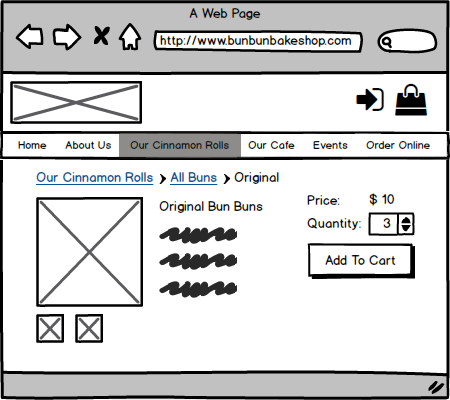 A Web Page
http://www.bunbunbakeshop.com
Home About Us Our Cinnamon Rolls Our Cafe Events Order Online
Our Cinnamon Rolls All Buns Original
Original Bun Buns
Price: $ 10
Quantity: 3
Add To Cart